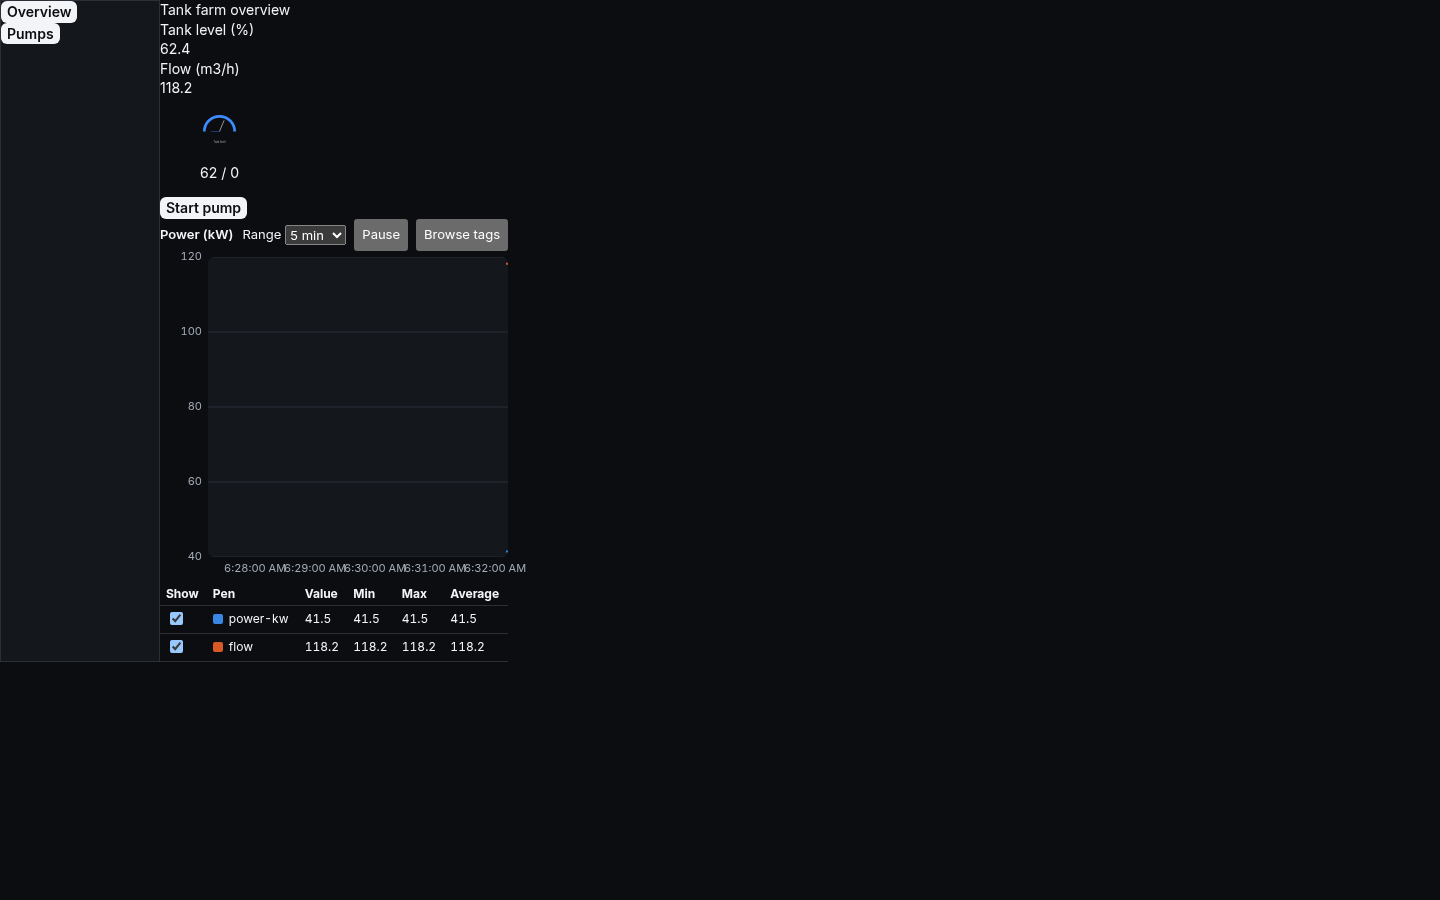 Overview
Pumps
Tank farm overview
Tank level (%)
62.4
Flow (m3/h)
118.2
62 / 0
Start pump
Power (kW) Range 5 min Pause Browse tags
120
100
80
60
40
6:28:00 AM 6:29:00 AM 6:30:00 AM 6:31:00 AM 6:32:00 AM
Show Pen Value Min Max Average
power-kw 41.5 41.5 41.5 41.5
flow 118.2 118.2 118.2 118.2